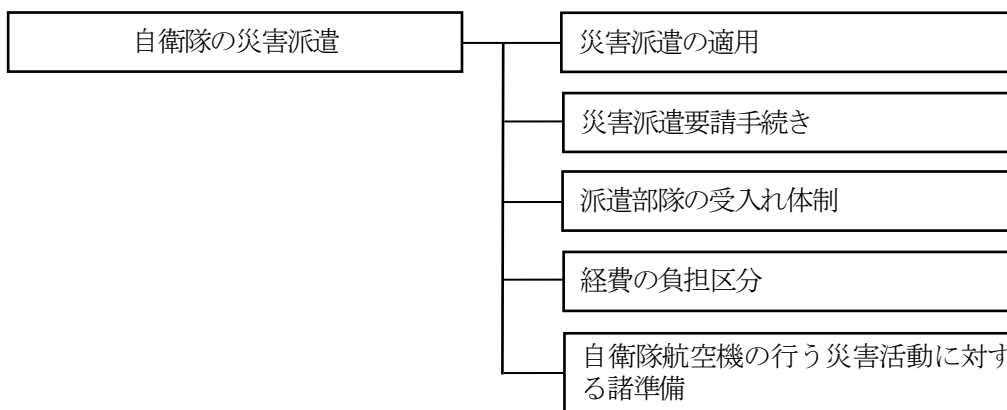 自衛隊の災害派遣
災害派遣の適用
災害派遣要請手続き
派遣部隊の受入れ体制
経費の負担区分
自衛隊航空機の行う災害活動に対す
る諸準備